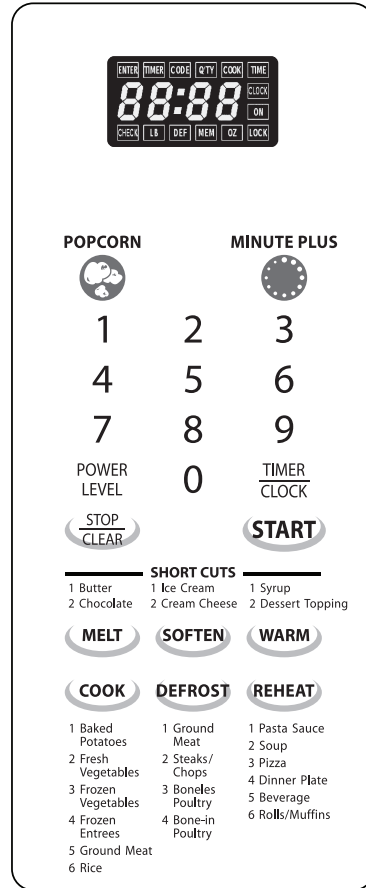 ENTER TIMER CODE Q'TY COOK TIME
88:88 CLOCK
ON
CHECK LB DEF MEM OZ LOCK
POPCORN MINUTE PLUS
1 2 3
4 5 6
7 8 9
POWER LEVEL 0 TIMER CLOCK
STOP CLEAR START
SHORT CUTS
1 Butter 1 Ice Cream 1 Syrup
2 Chocolate 2 Cream Cheese 2 Dessert Topping
MELT SOFTEN WARM
COOK DEFROST REHEAT
1 Baked
Potatoes
2 Fresh
Vegetables
3 Frozen
Vegetables
4 Frozen
Entrees
5 Ground Meat
6 Rice
1 Ground
Meat
2 Steaks/
Chops
3 Boneles
Poultry
4 Bone-in
Poultry
1 Pasta Sauce
2 Soup
3 Pizza
4 Dinner Plate
5 Beverage
6 Rolls/Muffins